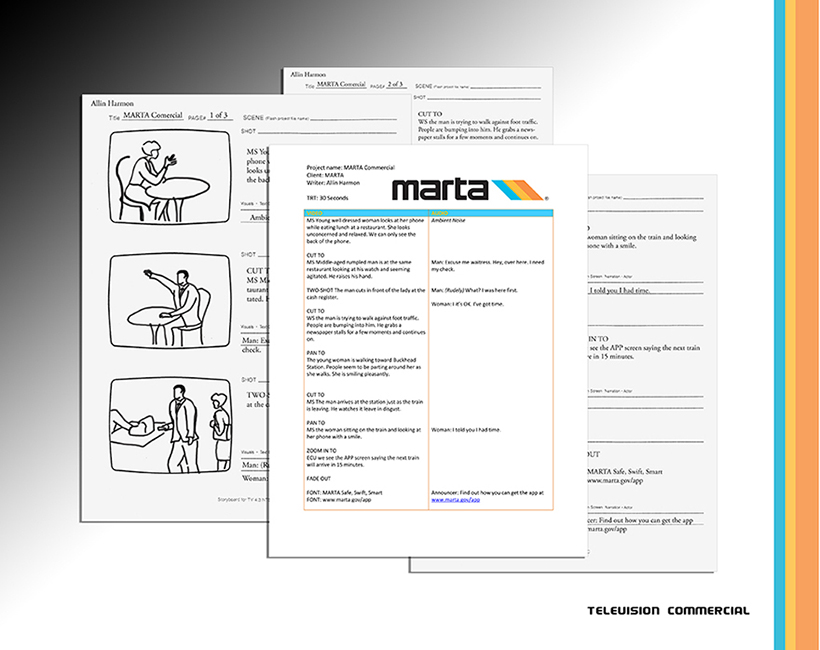 Allin Harmon
Title MARTA Comercial PAGE# 2 of 3 SCENE
SHOT
CUT TO
WS the man is trying to walk against foot traffic.
People are bumping into him. He grabs a news-
paper stalls for a few moments and continues on.
Allin Harmon
Title MARTA Comercial PAGE# 1 of 3 SCENE (Flash project file name)
SHOT
MS Yo
phone
looks u
the bac
Visuals - Text
Ambie
SHOT
CUT T
MS M
tauran
tated. H
Man: Ex
check.
SHOT
TWO-S
at the c
Man: (Ru
Woman:
Project name: MARTA Commercial
Client: MARTA
Writer: Allin Harmon
TRT: 30 Seconds
marta ®
MS Young well dressed woman looks at her phone
while eating lunch at a restaurant. She looks
unconcerned and relaxed. We can only see the
back of the phone.
Ambient Noise
CUT TO
MS Middle-aged rumpled man is at the same
restaurant looking at his watch and seeming
agitated. He raises his hand.
Man: Excuse me waitress. Hey, over here. I need
my check.
TWO-SHOT The man cuts in front of the lady at the
cash register.
Man: (Rudely) What? I was here first.
Woman: I it's OK. I've got time.
CUT TO
WS the man is trying to walk against foot traffic.
People are bumping into him. He grabs a
newspaper stalls for a few moments and continues
on.
PAN TO
The young woman is walking toward Buckhead
Station. People seem to be parting around her as
she walks. She is smiling pleasantly.
CUT TO
MS The man arrives at the station just as the train
is leaving. He watches it leave in disgust.
PAN TO
MS the woman sitting on the train and looking at
her phone with a smile.
Woman: I told you I had time.
ZOOM IN TO
ECU we see the APP screen saying the next train
will arrive in 15 minutes.
FADE OUT
FONT: MARTA Safe, Swift, Smart
FONT: www.marta.gov/app
Announcer: Find out how you can get the app at
www.marta.gov/app
woman sitting on the train and looking
one with a smile.
I told you I had time.
IN TO
see the APP screen saying the next train
ve in 15 minutes.
OUT
MARTA Safe, Swift, Smart
www.marta.gov/app
cer: Find out how you can get the app
marta.gov/app
TELEVISION COMMERCIAL